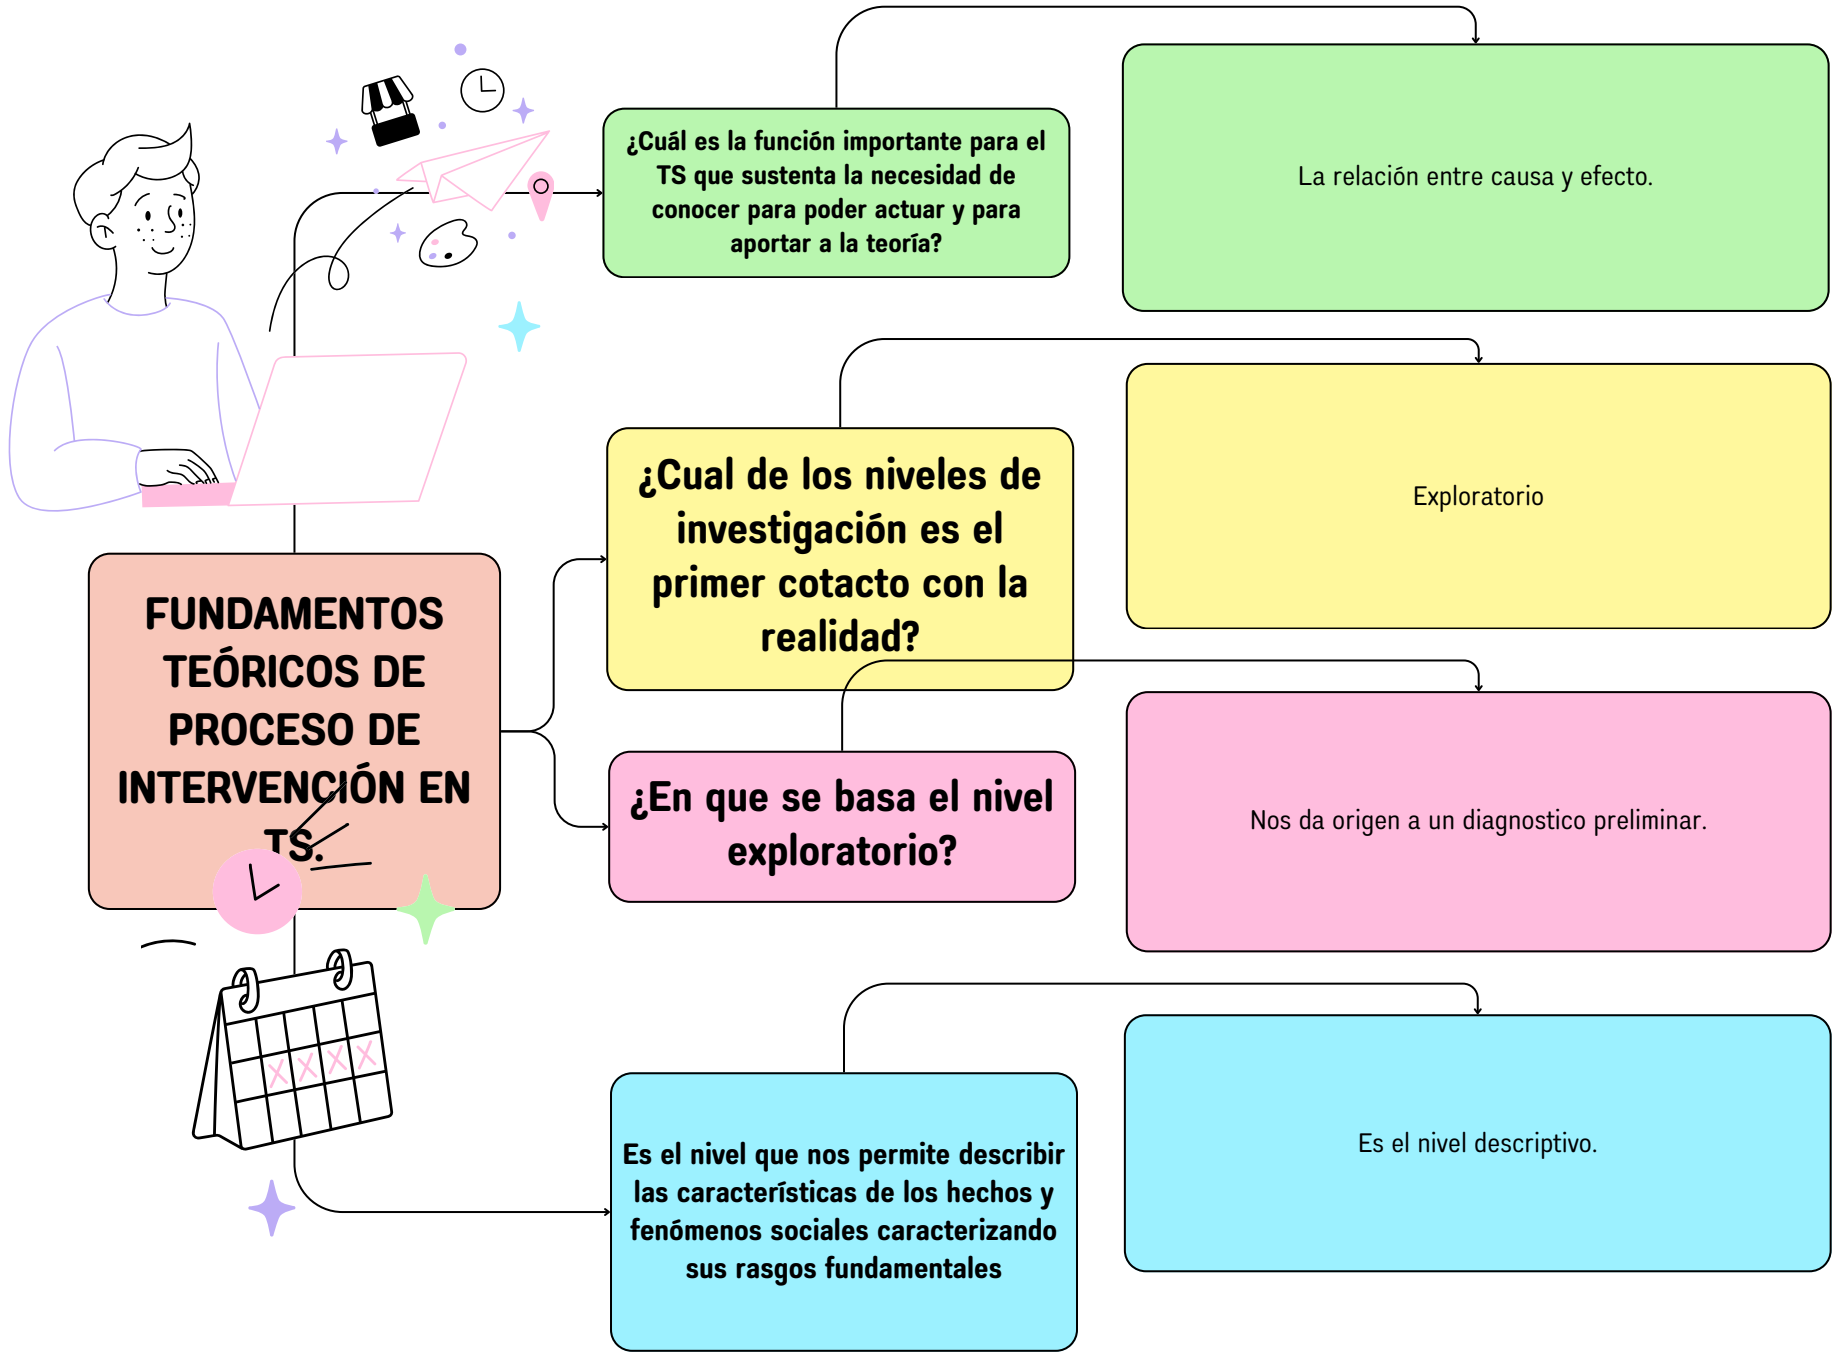 ¿Cuál es la función importante para el
TS que sustenta la necesidad de
conocer para poder actuar y para
aportar a la teoría?
La relación entre causa y efecto.
¿Cual de los niveles de
investigación es el
primer cotacto con la
realidad?
Exploratorio
FUNDAMENTOS
TEÓRICOS DE
PROCESO DE
INTERVENCIÓN EN
TS.
¿En que se basa el nivel
exploratorio?
Nos da origen a un diagnostico preliminar.
Es el nivel que nos permite describir
las características de los hechos y
fenómenos sociales caracterizando
sus rasgos fundamentales
Es el nivel descriptivo.